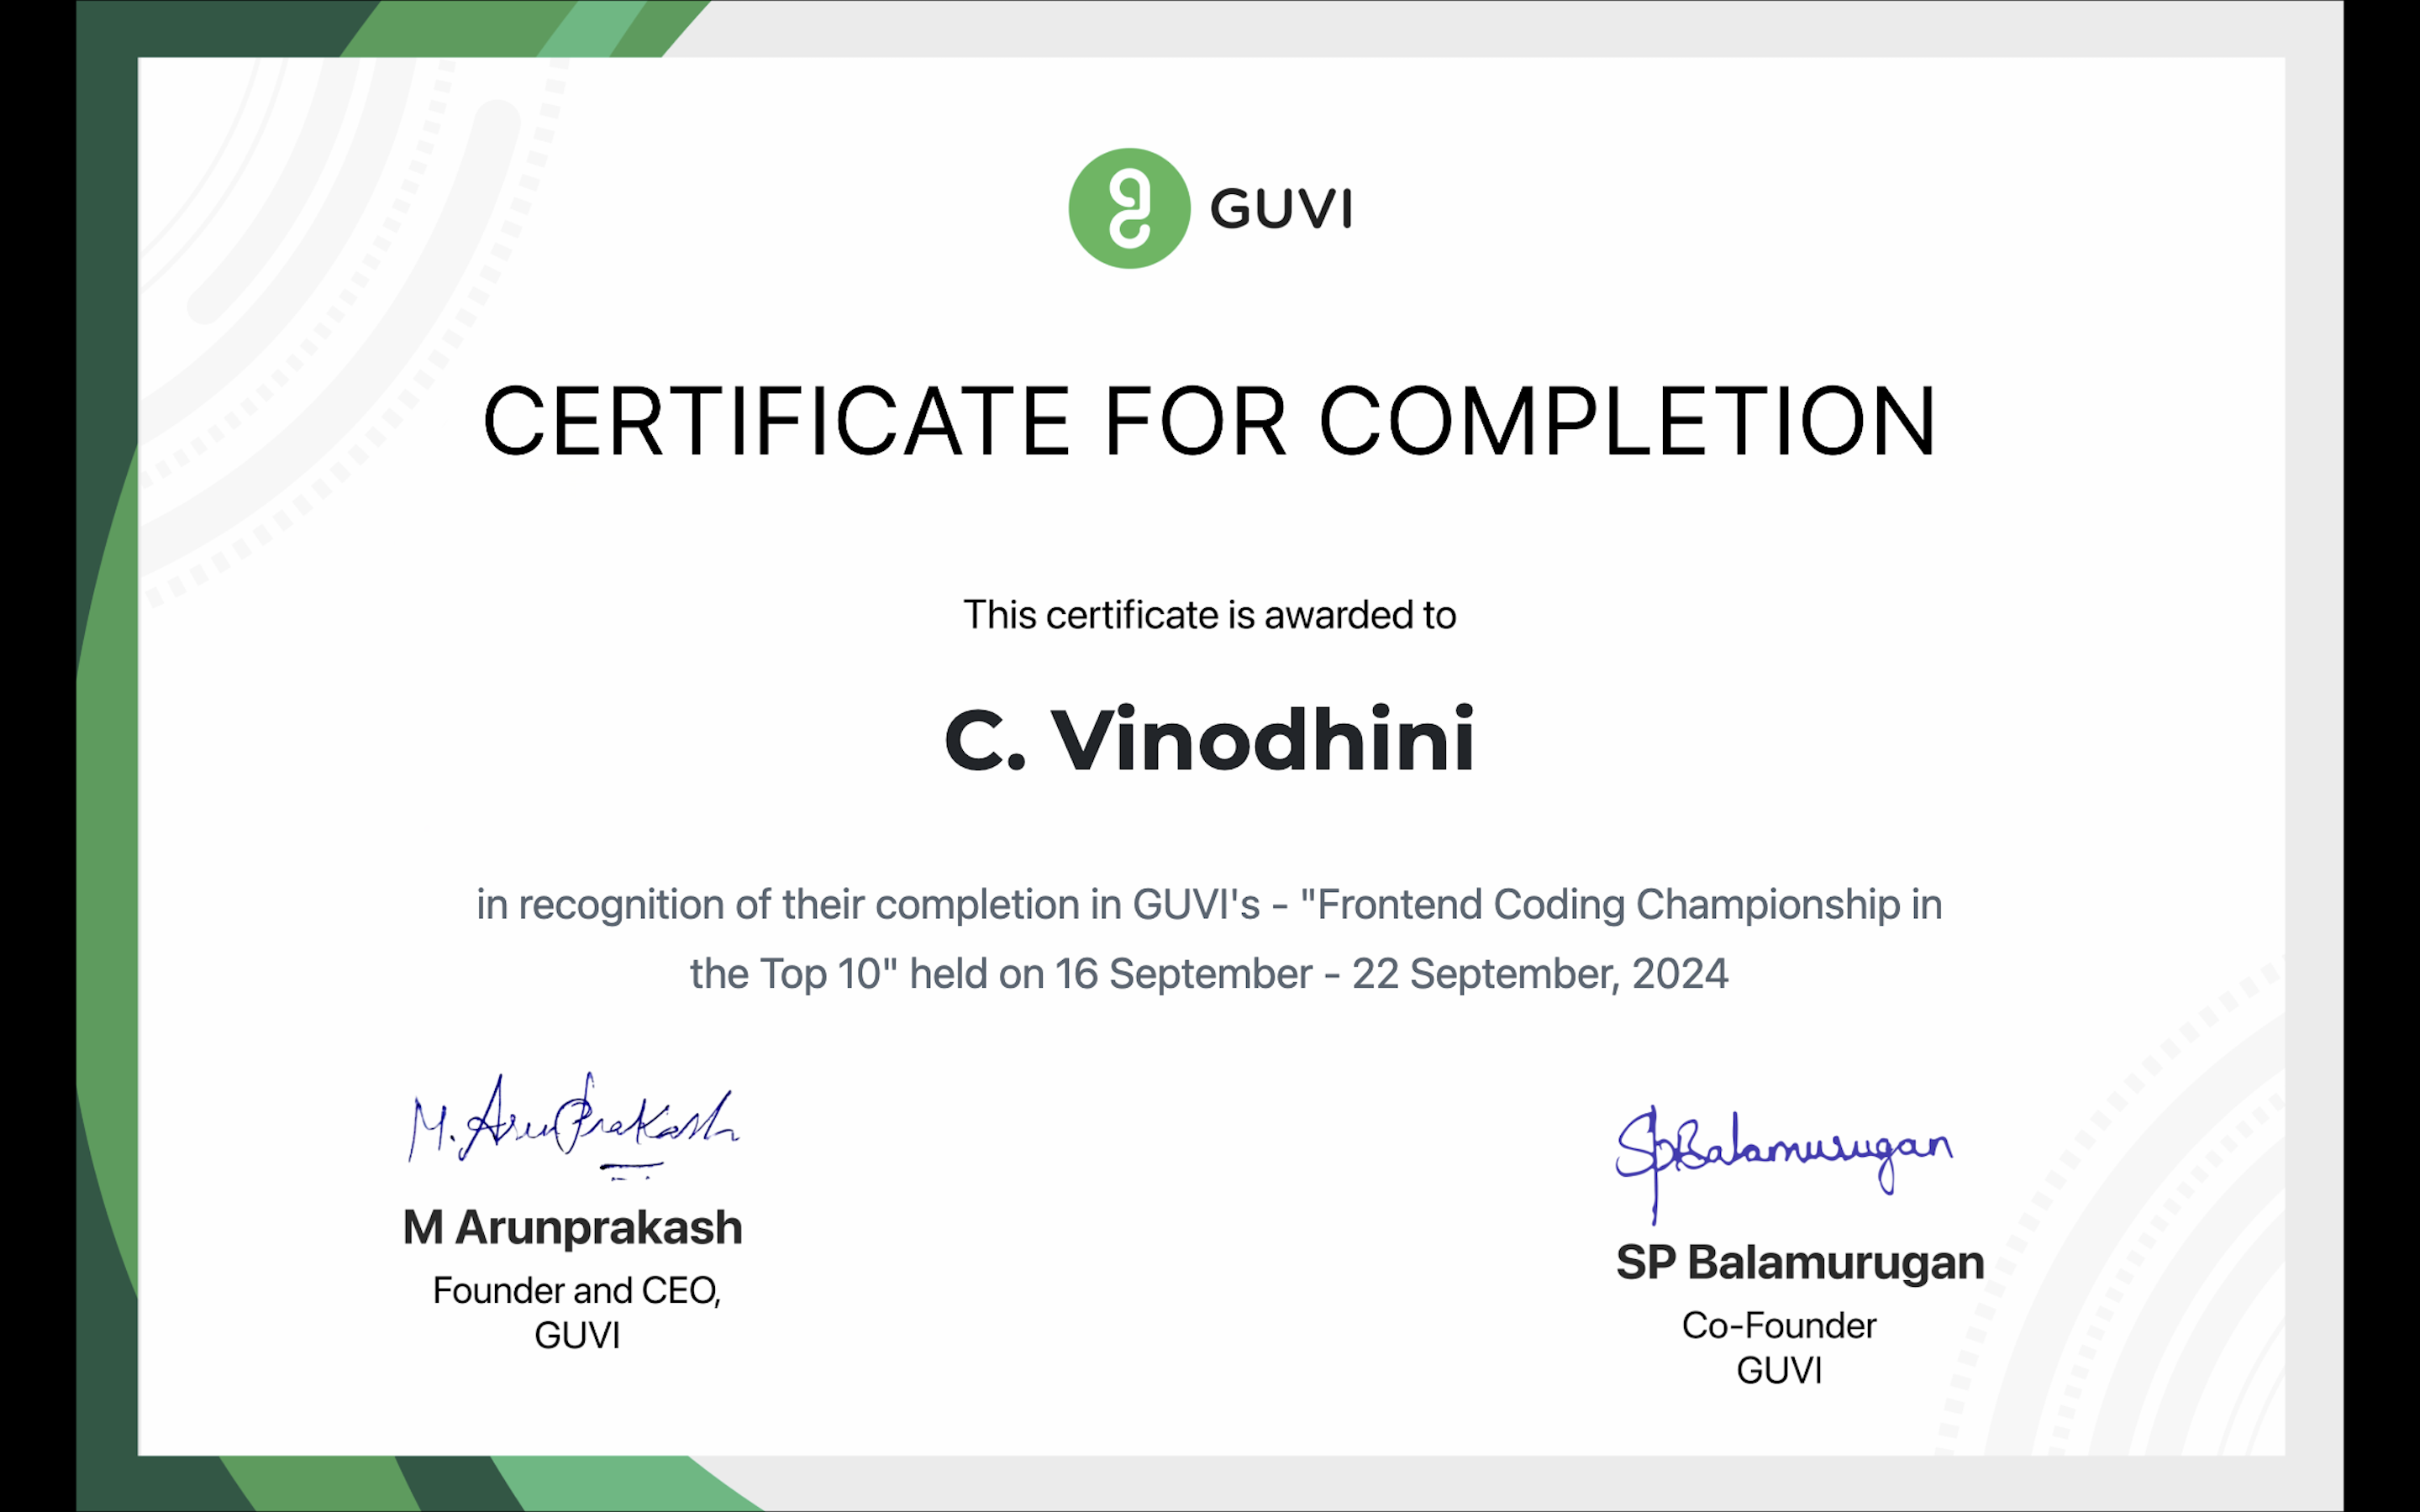 GUVI
CERTIFICATE FOR COMPLETION
This certificate is awarded to
C. Vinodhini
in recognition of their completion in GUVI's - "Frontend Coding Championship in
the Top 10" held on 16 September - 22 September, 2024
M. ArunPrakash
M Arunprakash
Founder and CEO,
GUVI
SpBalamurugan
SP Balamurugan
Co-Founder
GUVI